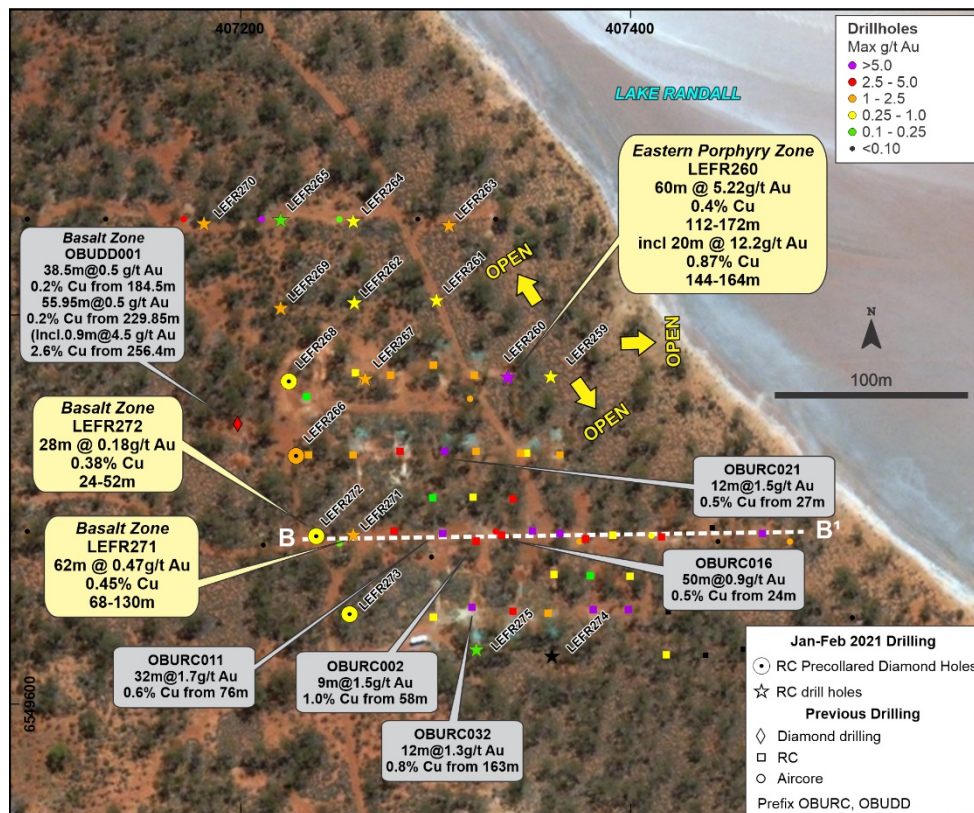 407200
407400
Drillholes
Max g/t Au
>5.0
2.5 - 5.0
1 - 2.5
0.25 - 1.0
0.1 - 0.25
<0.10
LAKE RANDALL
Eastern Porphyry Zone
LEFR260
60m @ 5.22g/t Au
0.4% Cu
112-172m
incl 20m @ 12.2g/t Au
0.87% Cu
144-164m
LEFR270
LEFR265
LEFR264
LEFR263
Basalt Zone
OBUDD001
38.5m@0.5 g/t Au
0.2% Cu from 184.5m
55.95m@0.5 g/t Au
0.2% Cu from 229.85m
(Incl.0.9m@4.5 g/t Au
2.6% Cu from 256.4m)
LEFR269
LEFR262
LEFR261
OPEN
N
LEFR268
LEFR267
LEFR260
LEFR259
OPEN
OPEN
100m
Basalt Zone
LEFR272
28m @ 0.18g/t Au
0.38% Cu
24-52m
LEFR266
OBURC021
12m@1.5g/t Au
0.5% Cu from 27m
LEFR272
LEFR271
B
B¹
Basalt Zone
LEFR271
62m @ 0.47g/t Au
0.45% Cu
68-130m
OBURC016
50m@0.9g/t Au
0.5% Cu from 24m
LEFR273
LEFR275
LEFR274
OBURC011
32m@1.7g/t Au
0.6% Cu from 76m
OBURC002
9m@1.5g/t Au
1.0% Cu from 58m
OBURC032
12m@1.3g/t Au
0.8% Cu from 163m
6549600
Jan-Feb 2021 Drilling
RC Precollared Diamond Holes
RC drill holes
Previous Drilling
Diamond drilling
RC
Aircore
Prefix OBURC, OBUDD